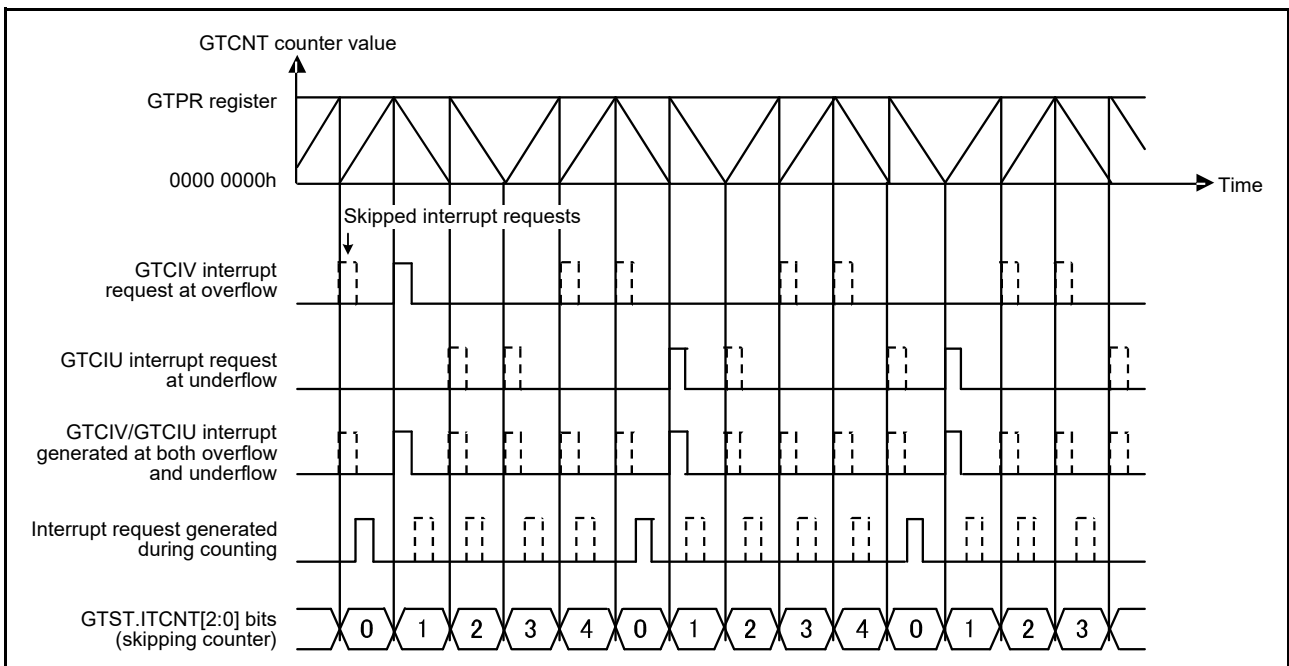 GTCNT counter value
GTPR register
0000 0000h
Time
Skipped interrupt requests
GTCIV interrupt
request at overflow
GTCIU interrupt request
at underflow
GTCIV/GTCIU interrupt
generated at both overflow
and underflow
Interrupt request generated
during counting
GTST.ITCNT[2:0] bits
(skipping counter)
0 1 2 3 4 0 1 2 3 4 0 1 2 3